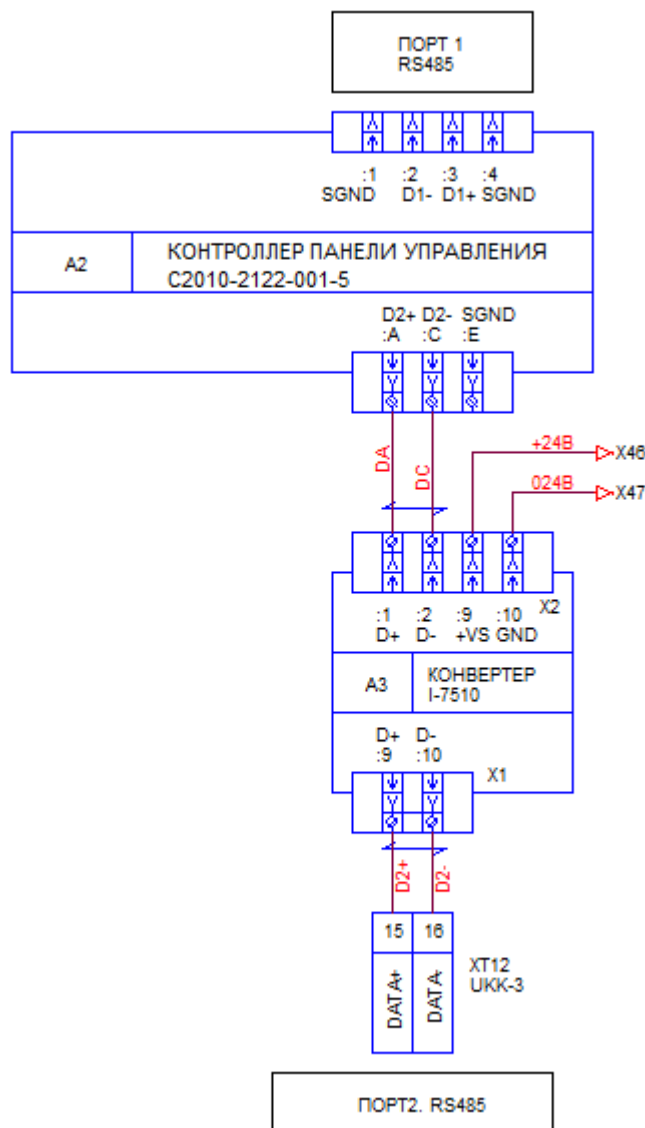 ПОРТ 1
RS485
:1 :2 :3 :4
SGND D1- D1+ SGND
A2
КОНТРОЛЛЕР ПАНЕЛИ УПРАВЛЕНИЯ
C2010-2122-001-5
D2+ D2- SGND
:A :C :E
DA DC
+24В X46
024В X47
X2
:1 :2 :9 :10
D+ D- +VS GND
A3
КОНВЕРТЕР
I-7510
D+ D-
:9 :10
X1
D2+ D2-
15 16
DATA+ DATA-
XT12
UKK-3
ПОРТ2. RS485